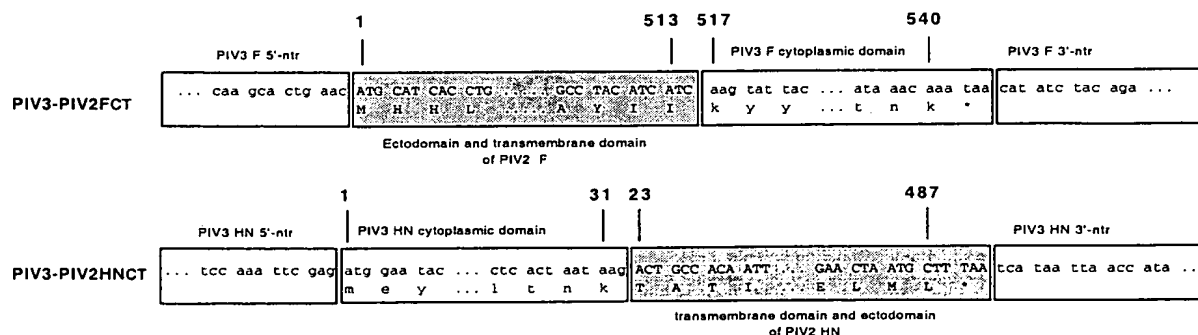 1 513 517 540
PIV3 F 5'-ntr PIV3 F cytoplasmic domain PIV3 F 3'-ntr
PIV3-PIV2FCT
... caa gca ctg aac ATG CAT CAC CTG ...... GCC TAC ATC ATC aag tat tac ... ata aac aaa taa cat atc tac aga ...
M H H L A Y I I k y y ... t n k *
Ectodomain and transmembrane domain
of PIV2 F
1 31 23 487
PIV3 HN 5'-ntr PIV3 HN cytoplasmic domain PIV3 HN 3'-ntr
PIV3-PIV2HNCT
... tcc aaa ttc gag atg gaa tac ... ctc act aat aag ACT GCC ACA ATT ... GAA CTA ATG CTT TAA tca taa tta acc ata ...
m e y ... l t n k T A T I ... E L M L *
transmembrane domain and ectodomain
of PIV2 HN